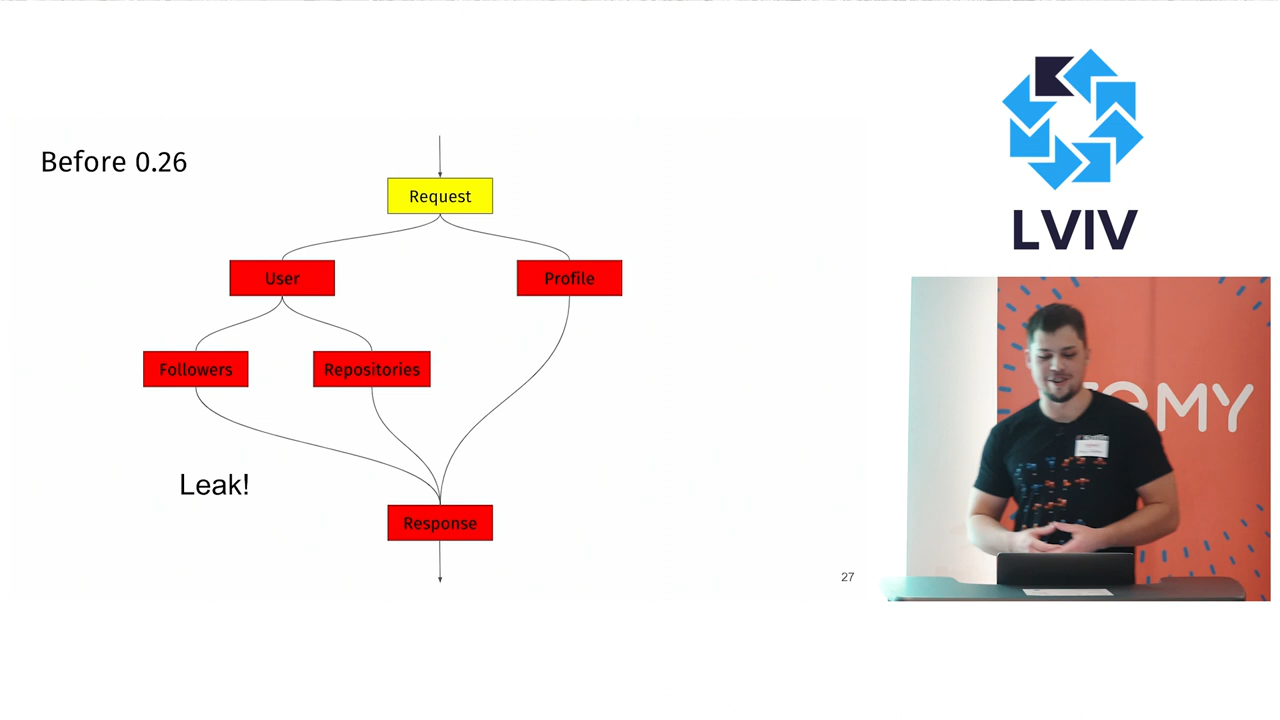 Before 0.26
Request
User
Profile
Followers
Repositories
Leak!
Response
27
LVIV